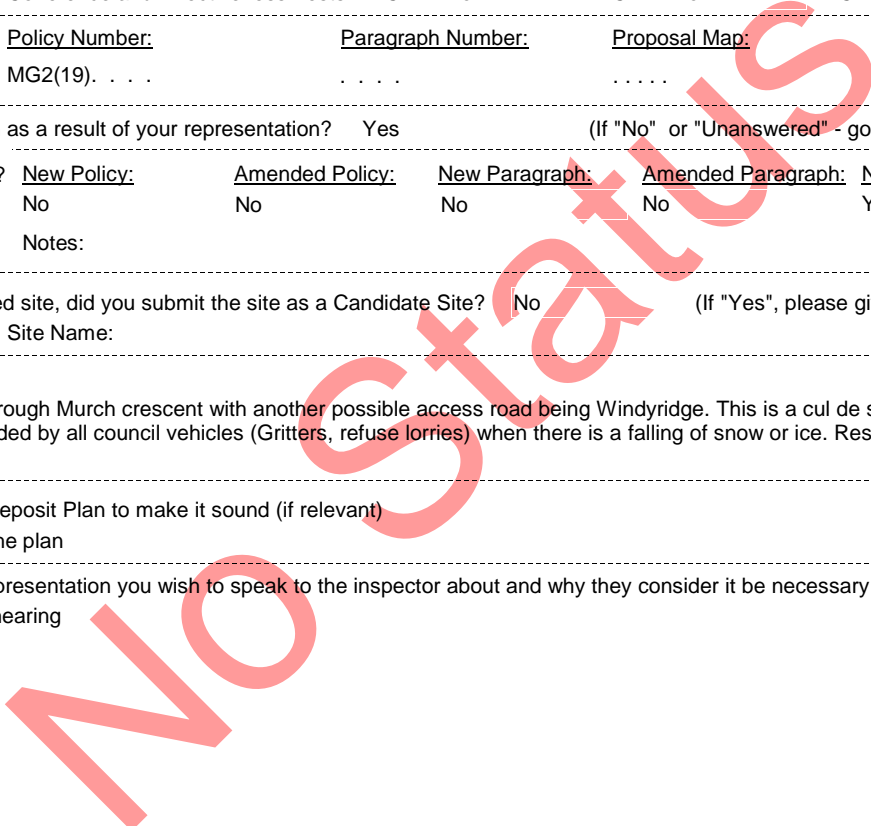 Policy Number: Paragraph Number: Proposal Map:
MG2(19). . . . . . . . . . . . .
as a result of your representation? Yes (If "No" or "Unanswered" - go
? New Policy: Amended Policy: New Paragraph: Amended Paragraph: N
No No No No Y
Notes:
ed site, did you submit the site as a Candidate Site? No (If "Yes", please gi
Site Name:
rough Murch crescent with another possible access road being Windyridge. This is a cul de s
ded by all council vehicles (Gritters, refuse lorries) when there is a falling of snow or ice. Res
eposit Plan to make it sound (if relevant)
he plan
presentation you wish to speak to the inspector about and why they consider it be necessary
hearing
No Status